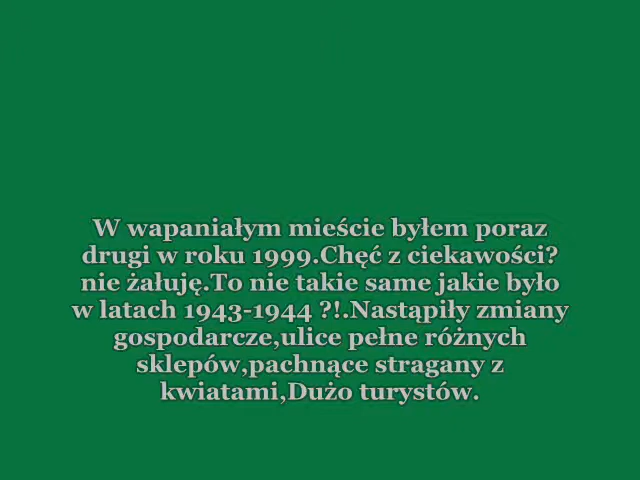 W wapaniałym mieście byłem poraz
drugi w roku 1999.Chęć z ciekawości?
nie żałuję.To nie takie same jakie było
w latach 1943-1944 ?!.Nastąpiły zmiany
gospodarcze,ulice pełne różnych
sklepów,pachnące stragany z
kwiatami,Dużo turystów.